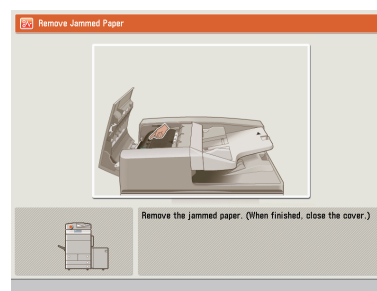 Remove Jammed Paper
Remove the jammed paper. (When finished, close the cover.)